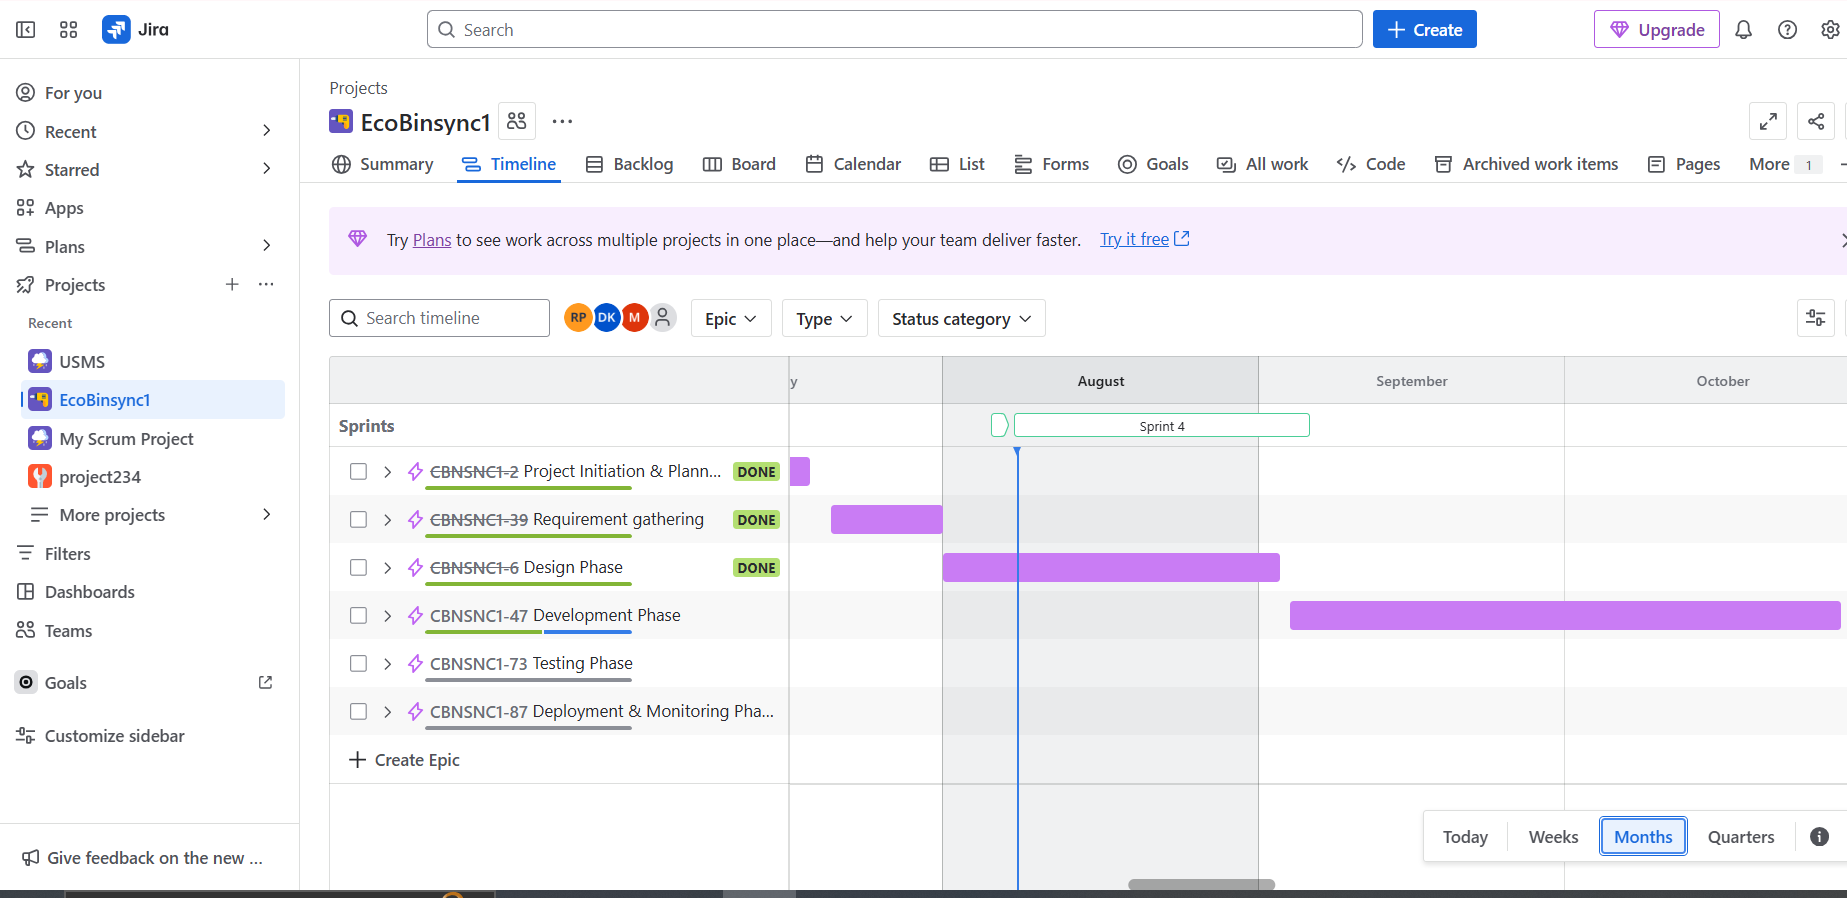 Jira
Search
Create
Upgrade
For you
Recent
Starred
Apps
Plans
Projects
Recent
USMS
EcoBinsync1
My Scrum Project
project234
More projects
Filters
Dashboards
Teams
Goals
Customize sidebar
Give feedback on the new ...
Projects
EcoBinsync1
Summary Timeline Backlog Board Calendar List Forms Goals All work Code Archived work items Pages More 1
Try Plans to see work across multiple projects in one place—and help your team deliver faster. Try it free
Search timeline
RP DK M
Epic Type Status category
y August September October
Sprints
Sprint 4
CBNSNC1-2 Project Initiation & Plann... DONE
CBNSNC1-39 Requirement gathering DONE
CBNSNC1-6 Design Phase DONE
CBNSNC1-47 Development Phase
CBNSNC1-73 Testing Phase
CBNSNC1-87 Deployment & Monitoring Pha...
Create Epic
Today Weeks Months Quarters